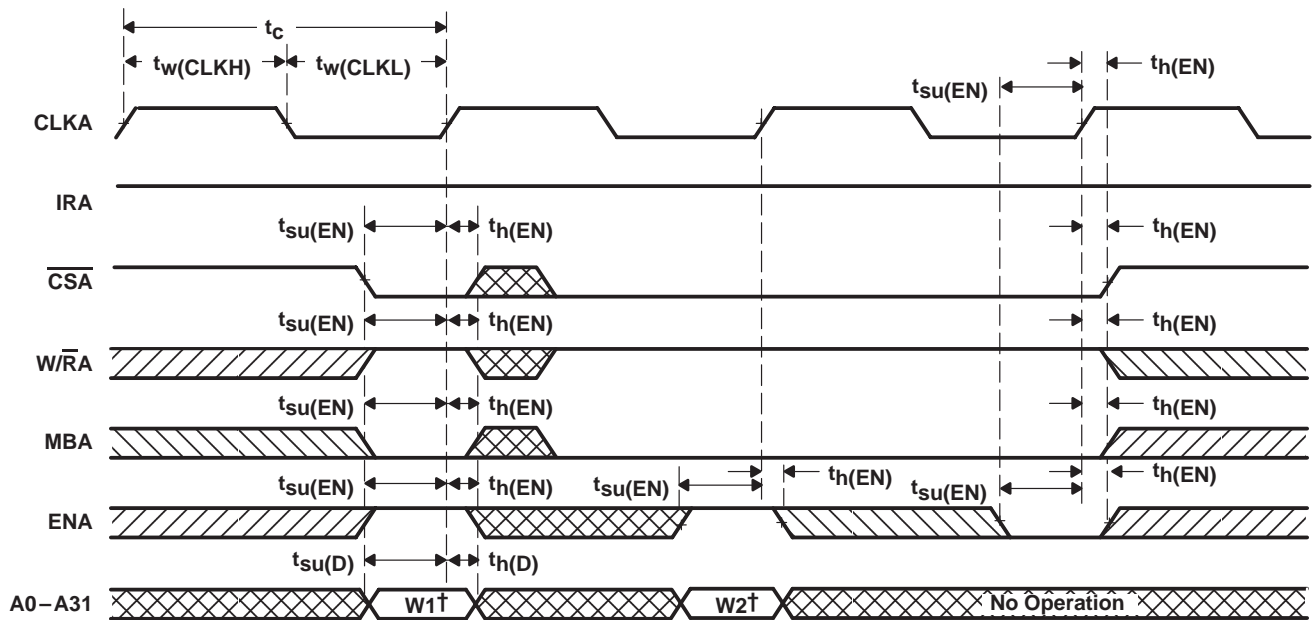 tc
tw(CLKH) tw(CLKL)
th(EN)
tsu(EN)
CLKA
IRA
tsu(EN) th(EN) th(EN)
CSA
tsu(EN) th(EN) th(EN)
W/RA
tsu(EN) th(EN) th(EN)
MBA
tsu(EN) th(EN) tsu(EN) th(EN) tsu(EN) th(EN)
ENA
tsu(D) th(D)
A0–A31 W1† W2† No Operation